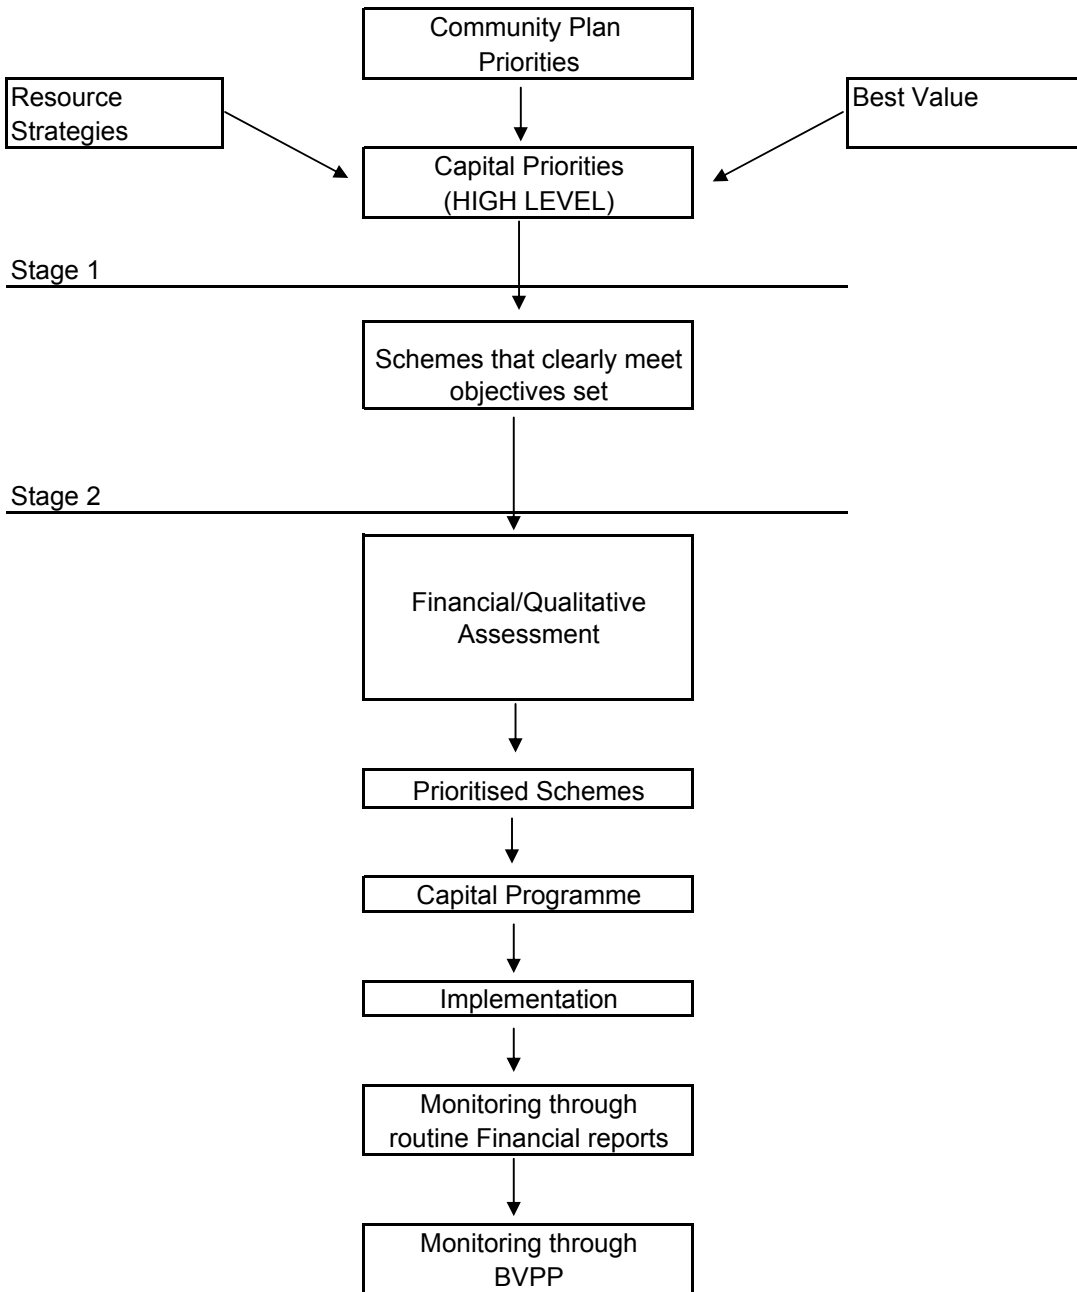 Community Plan
Priorities
Resource
Strategies
Best Value
Capital Priorities
(HIGH LEVEL)
Stage 1
Schemes that clearly meet
objectives set
Stage 2
Financial/Qualitative
Assessment
Prioritised Schemes
Capital Programme
Implementation
Monitoring through
routine Financial reports
Monitoring through
BVPP